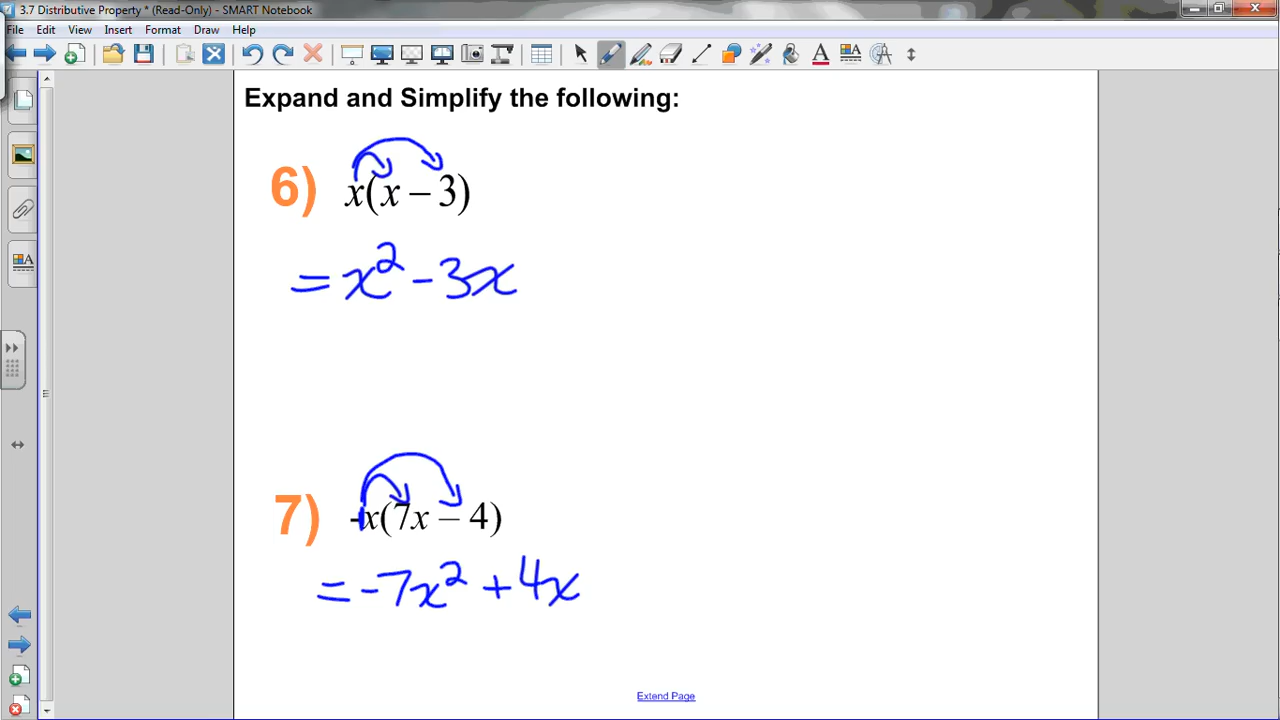 3.7 Distributive Property * (Read-Only) - SMART Notebook
File Edit View Insert Format Draw Help
Expand and Simplify the following:
6) x(x – 3)
= x² - 3x
7) -x(7x – 4)
= -7x² + 4x
Extend Page